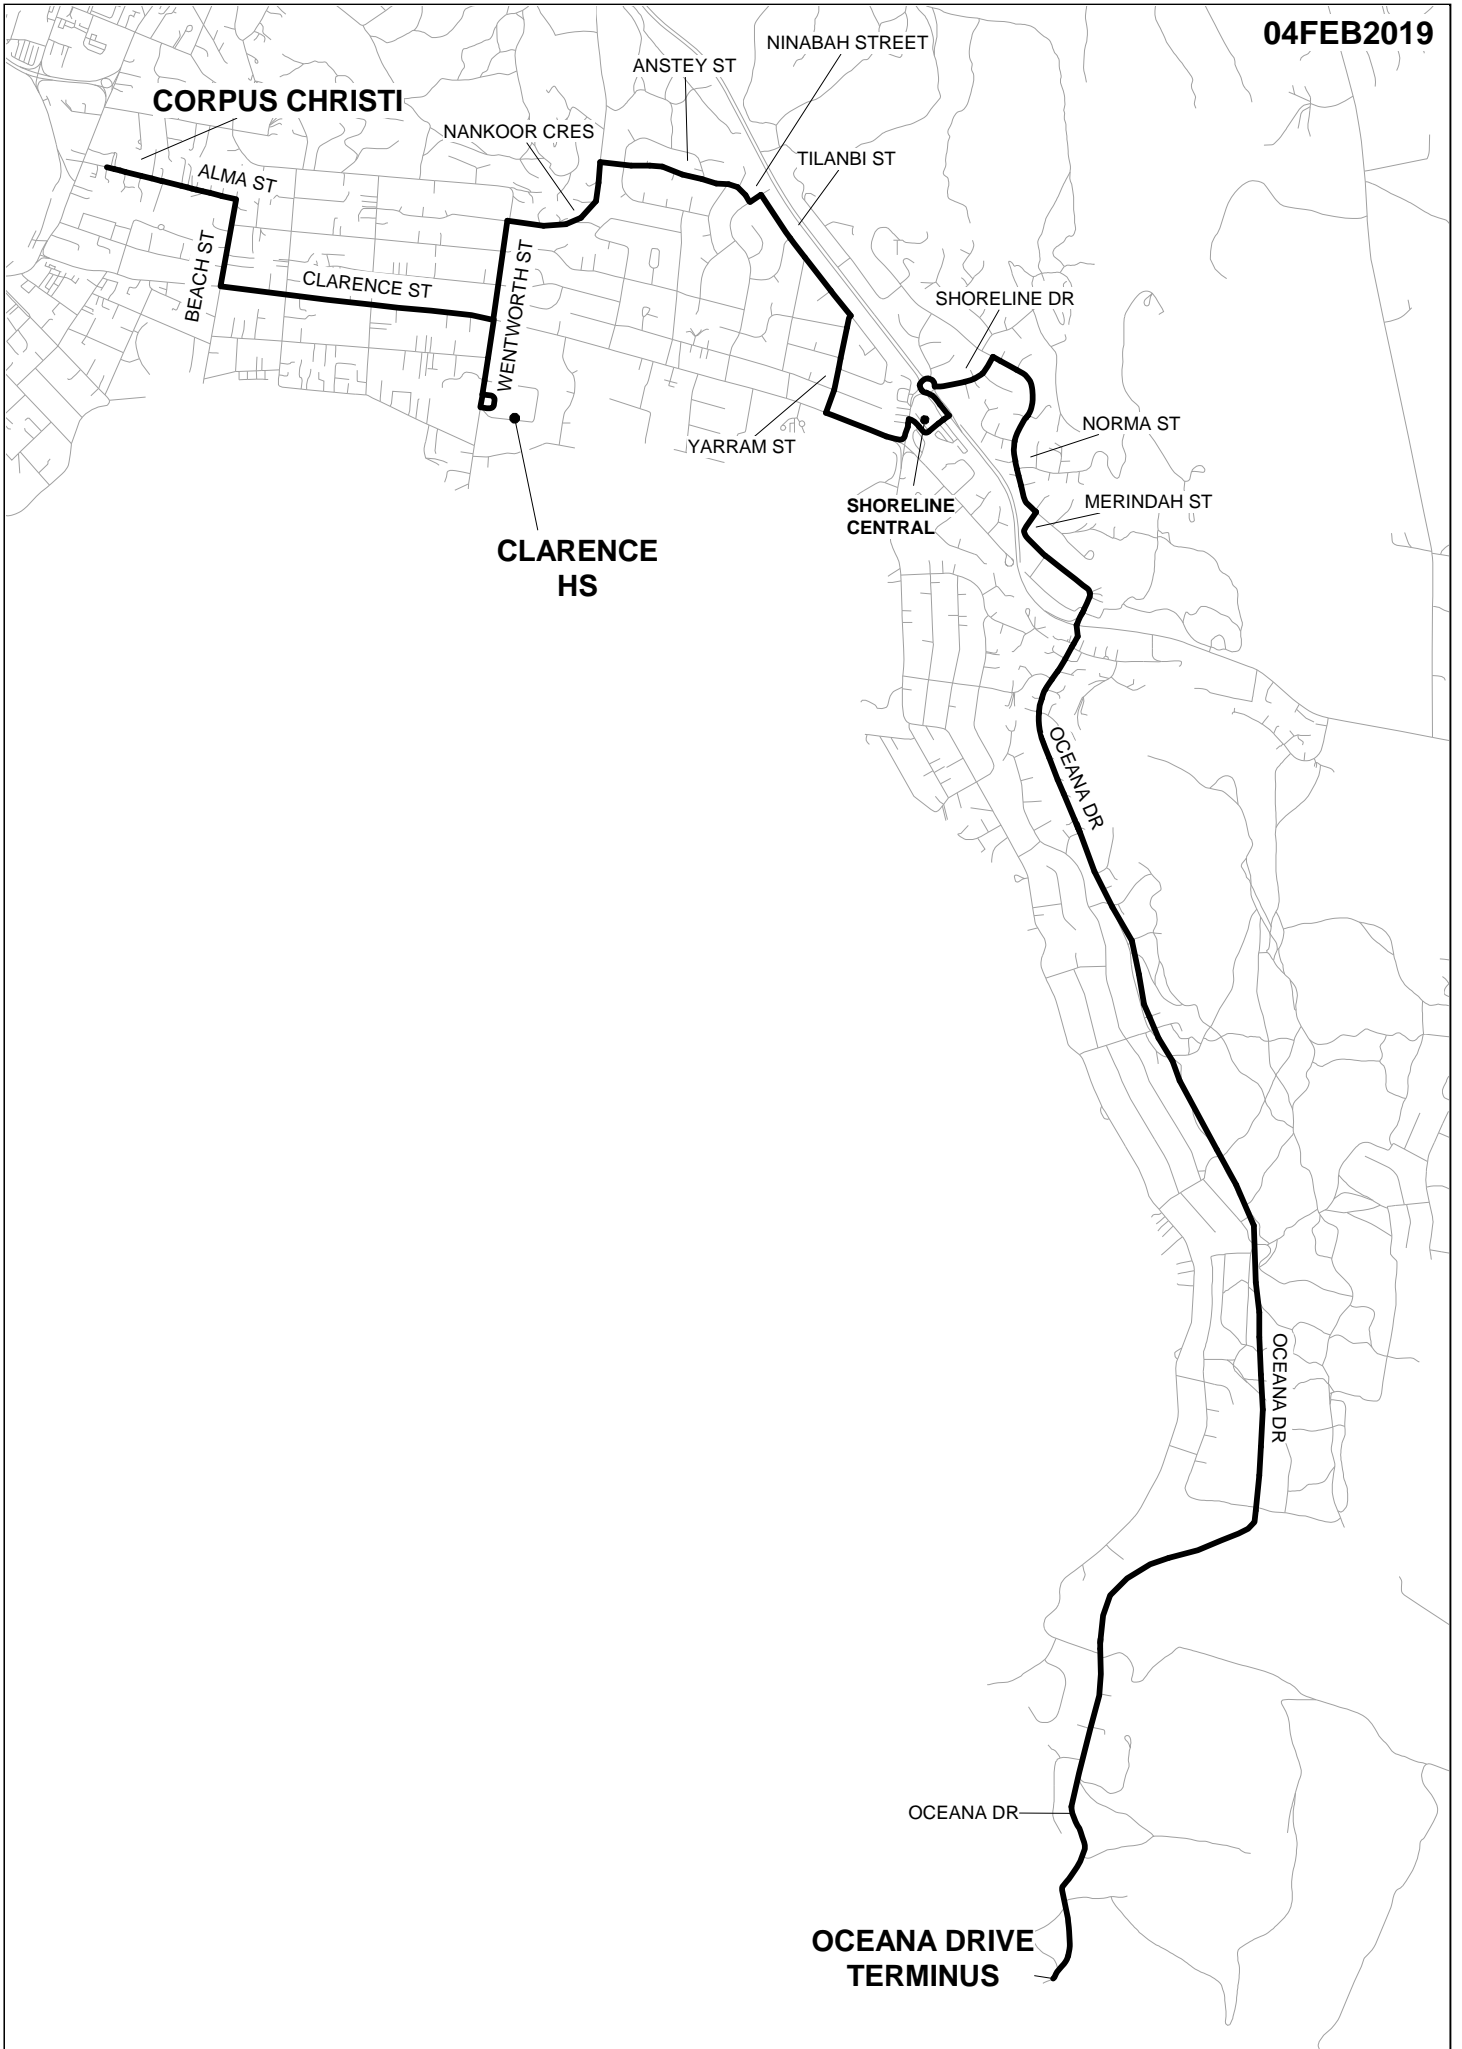 04FEB2019
NINABAH STREET
ANSTEY ST
CORPUS CHRISTI
NANKOOR CRES
TILANBI ST
ALMA ST
BEACH ST
WENTWORTH ST
CLARENCE ST
SHORELINE DR
NORMA ST
YARRAM ST
MERINDAH ST
SHORELINE
CENTRAL
CLARENCE
HS
OCEANA DR
OCEANA DR
OCEANA DR
OCEANA DRIVE
TERMINUS